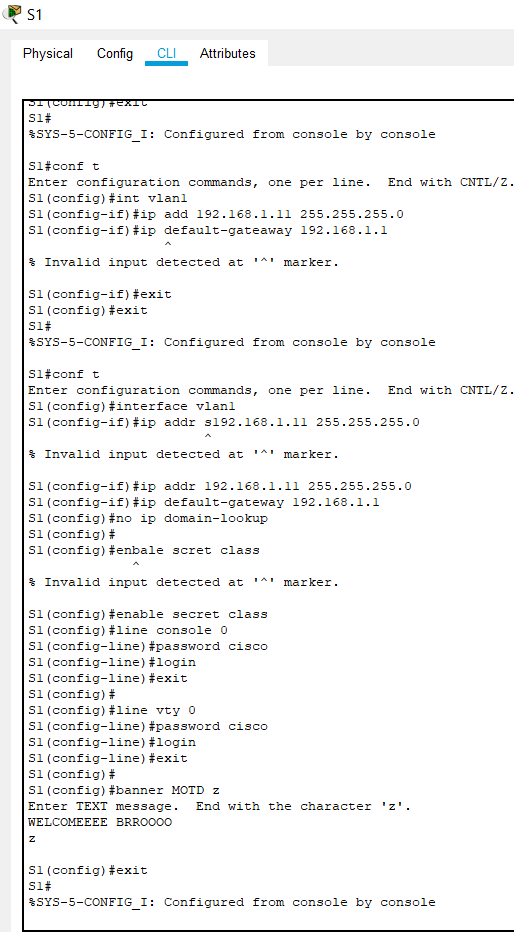 S1
Physical Config CLI Attributes
S1(config)#exit
S1#
%SYS-5-CONFIG_I: Configured from console by console
S1#conf t
Enter configuration commands, one per line. End with CNTL/Z.
S1(config)#int vlan1
S1(config-if)#ip add 192.168.1.11 255.255.255.0
S1(config-if)#ip default-gateaway 192.168.1.1
^
% Invalid input detected at '^' marker.
S1(config-if)#exit
S1(config)#exit
S1#
%SYS-5-CONFIG_I: Configured from console by console
S1#conf t
Enter configuration commands, one per line. End with CNTL/Z.
S1(config)#interface vlan1
S1(config-if)#ip addr s192.168.1.11 255.255.255.0
^
% Invalid input detected at '^' marker.
S1(config-if)#ip addr 192.168.1.11 255.255.255.0
S1(config-if)#ip default-gateway 192.168.1.1
S1(config)#no ip domain-lookup
S1(config)#
S1(config)#enbale scret class
^
% Invalid input detected at '^' marker.
S1(config)#enable secret class
S1(config)#line console 0
S1(config-line)#password cisco
S1(config-line)#login
S1(config-line)#exit
S1(config)#
S1(config)#line vty 0
S1(config-line)#password cisco
S1(config-line)#login
S1(config-line)#exit
S1(config)#
S1(config)#banner MOTD z
Enter TEXT message. End with the character 'z'.
WELCOMEEEE BRROOOO
z
S1(config)#exit
S1#
%SYS-5-CONFIG_I: Configured from console by console